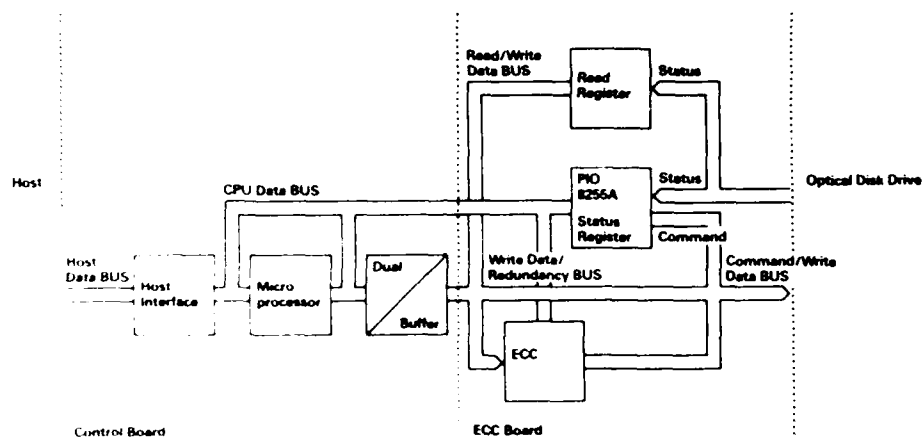 Read/Write
Data BUS
Status
Read
Register
Host
CPU Data BUS
PIO
8255A
Status
Register
Status
Optical Disk Drive
Command
Host
Data BUS
Host
Interface
Micro
processor
Dual
Buffer
Write Data/
Redundancy BUS
Command/Write
Data BUS
ECC
Control Board
ECC Board